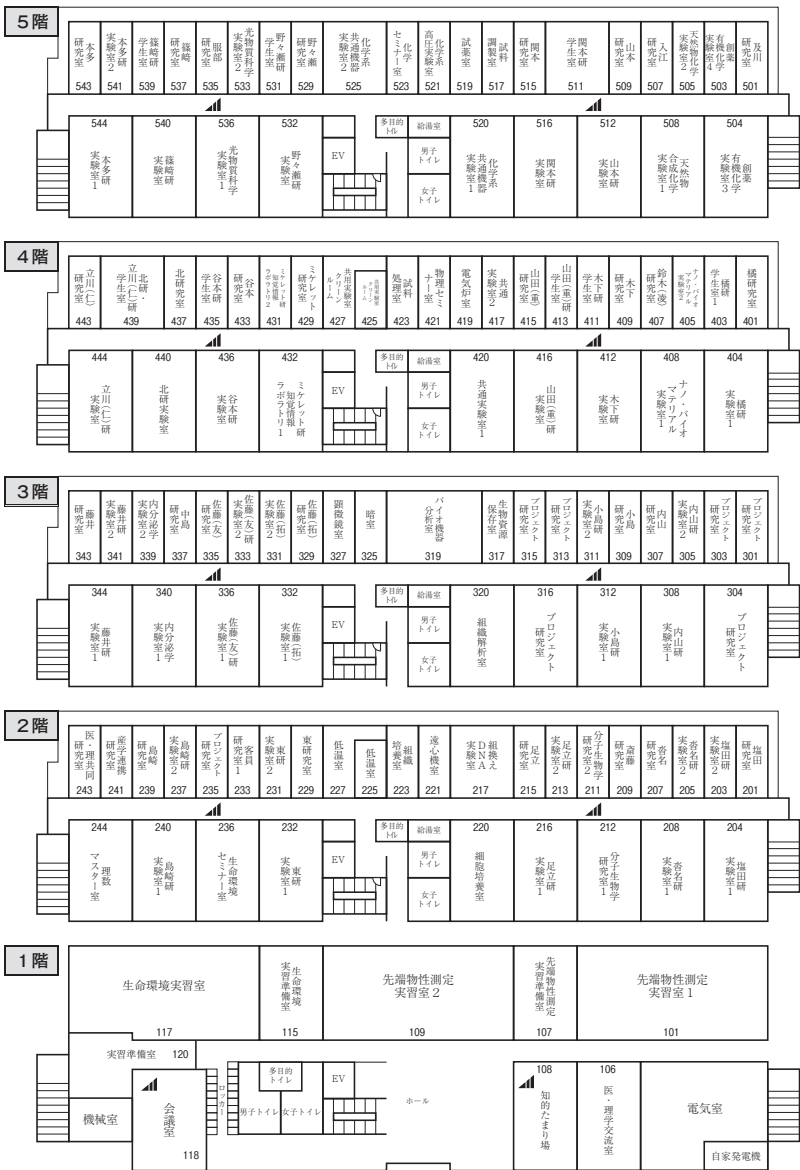 5階
本多研究室
543
本多研実験室2
541
篠崎研学生室
539
篠崎研究室
537
服部研究室
535
光物質科学実験室2
533
野々瀬研学生室
531
野々瀬研究室
529
化学系共通機器室2
525
化学セミナー室
523
化学系高圧実験室
521
試薬室
519
試料調製室
517
関本研究室
515
関本研学生室
511
山本研究室
509
入江研究室
507
天然物化学実験室2
505
創薬有機化学実験室4
503
及川研究室
501
544
本多研実験室1
540
篠崎研実験室
536
光物質科学実験室1
532
野々瀬研実験室
EV
多目的トイレ
給湯室
男子トイレ
女子トイレ
520
化学系共通機器室1
516
関本研実験室
512
山本研実験室
508
天然物合成化学実験室1
504
創薬有機化学実験室3
4階
立川(仁)研究室
443
北研・立川(仁)研学生室
439
北研究室
437
谷本研学生室
435
谷本研究室
433
ミケレット研知覚情報ラボラトリ2
431
ミケレット研究室
429
共用実験室クリーンルーム
427
425
試料処理室
423
物理セミナー室
421
電気炉室
419
共通実験室2
417
山田(重)研究室
415
山田(重)研学生室
413
木下研学生室
411
木下研究室
409
鈴木(凌)研究室
407
ナノ・バイオマテリアル実験室2
405
橘研学生室1
403
橘研究室
401
444
立川(仁)研実験室
440
北研実験室
436
谷本研実験室
432
ミケレット研知覚情報ラボラトリ1
EV
多目的トイレ
給湯室
男子トイレ
女子トイレ
420
共通実験室1
416
山田(重)研実験室
412
木下研実験室
408
ナノ・バイオマテリアル実験室1
404
橘研実験室1
3階
藤井研究室
343
藤井研実験室2
341
内分泌学実験室2
339
中島研究室
337
佐藤(友)研究室
335
佐藤(友)研実験室2
333
佐藤(拓)実験室2
331
佐藤(拓)研究室
329
顕微鏡室
327
暗室
325
バイオ機器分析室
319
生物資源保存室
317
プロジェクト研究室
315
プロジェクト研究室
313
小島研実験室2
311
小島研究室
309
内山研究室
307
内山研実験室2
305
プロジェクト研究室
303
プロジェクト研究室
301
344
藤井研実験室1
340
内分泌学実験室1
336
佐藤(友)研実験室1
332
佐藤(拓)実験室1
EV
多目的トイレ
給湯室
男子トイレ
女子トイレ
320
組織解析室
316
プロジェクト研究室
312
小島研実験室1
308
内山研実験室1
304
プロジェクト研究室
2階
医・理共同研究室
243
産学連携研究室
241
島崎研究室
239
島崎研実験室2
237
プロジェクト研究室
235
客員研究室1
233
東研実験室2
231
東研究室
229
低温室
227
低温室
225
組織培養室
223
遠心機室
221
組換えDNA実験室
217
足立研究室
215
足立研実験室2
213
分子生物学研究室2
211
斎藤研究室
209
沓名研究室
207
沓名研実験室2
205
塩田研実験室2
203
塩田研究室
201
244
理数マスター室
240
島崎研実験室1
236
生命環境セミナー室
232
東研実験室1
EV
多目的トイレ
給湯室
男子トイレ
女子トイレ
220
細胞培養室
216
足立研実験室1
212
分子生物学研究室1
208
沓名研実験室1
204
塩田研実験室1
1階
生命環境実習室
117
生命環境実習準備室
115
先端物性測定
実習室2
109
先端物性測定実習準備室
107
先端物性測定
実習室1
101
実習準備室 120
機械室
会議室
118
ロッカー
多目的トイレ
男子トイレ
女子トイレ
EV
ホール
108
知的たまり場
106
医・理学交流室
電気室
自家発電機